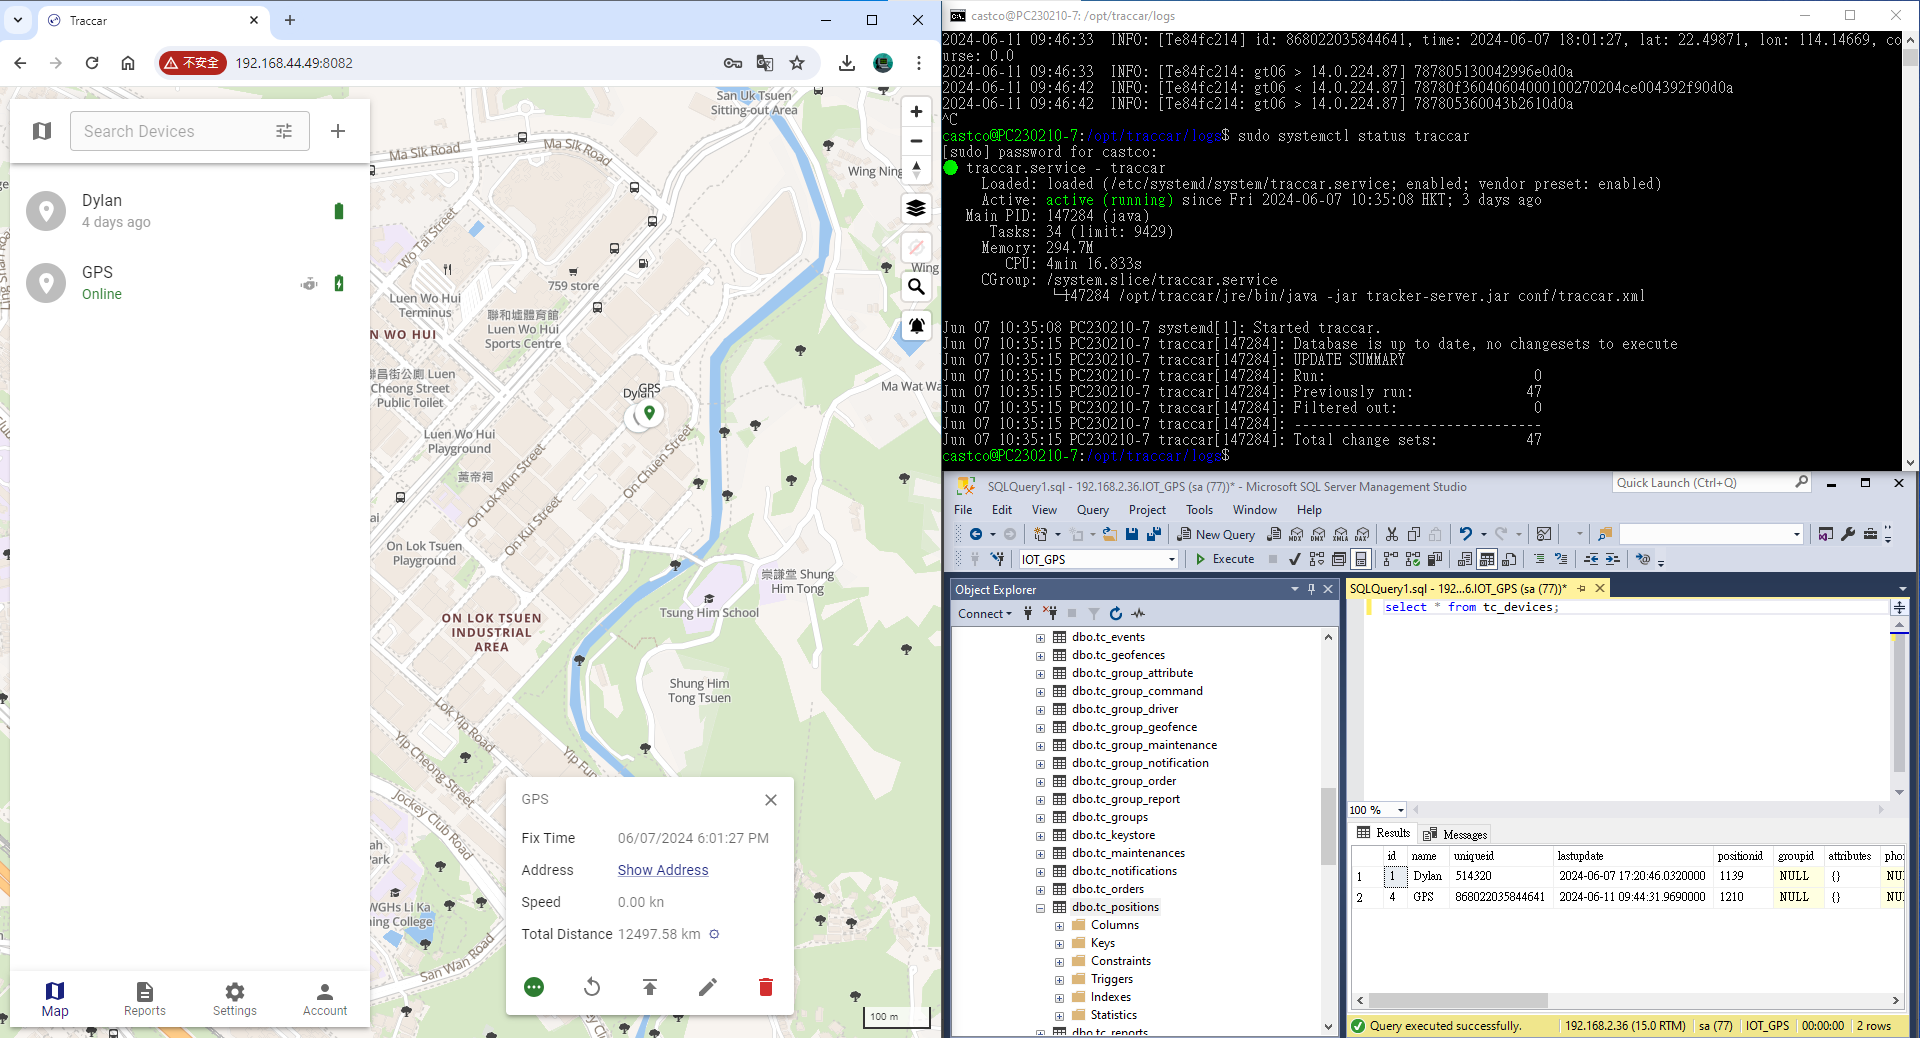 Traccar
不安全
192.168.44.49:8082
Search Devices
Dylan
4 days ago
GPS
Online
Map
Reports
Settings
Account
San Uk Tsuen
Sitting-out Area
Ma Sik Road
Ma Sik Road
Wing Ning
Wo Tai Street
Ling Shan Road
Wing
759 store
Luen Wo Hui
Terminus
聯和墟體育館
Luen Wo Hui
Sports Centre
N WO HUI
聯昌街公廁 Luen
Cheong Street
Public Toilet
Ma Wat Wa
GPS
Dylan
Luen Wo Hui
Playground
黃帝祠
On Chuen Street
On Lok Mun Street
On Kui Street
ai
On Lok Tsuen
Playground
崇謙堂 Shung
Him Tong
Tsung Him School
ON LOK TSUEN
INDUSTRIAL
AREA
Shung Him
Tong Tsuen
Lok Yip Road
Yip Cheong Street
Yip Fun
Jockey Club Road
ah
Park
WGHs Li Ka
ning College
San Wan Road
GPS
Fix Time 06/07/2024 6:01:27 PM
Address Show Address
Speed 0.00 kn
Total Distance 12497.58 km
100 m
castco@PC230210-7: /opt/traccar/logs
2024-06-11 09:46:33 INFO: [Te84fc214] id: 868022035844641, time: 2024-06-07 18:01:27, lat: 22.49871, lon: 114.14669, co
urse: 0.0
2024-06-11 09:46:33 INFO: [Te84fc214: gt06 > 14.0.224.87] 787805130042996e0d0a
2024-06-11 09:46:42 INFO: [Te84fc214: gt06 < 14.0.224.87] 78780f36040604000100270204ce004392f90d0a
2024-06-11 09:46:42 INFO: [Te84fc214: gt06 > 14.0.224.87] 787805360043b2610d0a
^C
castco@PC230210-7:/opt/traccar/logs$ sudo systemctl status traccar
[sudo] password for castco:
● traccar.service - traccar
Loaded: loaded (/etc/systemd/system/traccar.service; enabled; vendor preset: enabled)
Active: active (running) since Fri 2024-06-07 10:35:08 HKT; 3 days ago
Main PID: 147284 (java)
Tasks: 34 (limit: 9429)
Memory: 294.7M
CPU: 4min 16.833s
CGroup: /system.slice/traccar.service
└─147284 /opt/traccar/jre/bin/java -jar tracker-server.jar conf/traccar.xml
Jun 07 10:35:08 PC230210-7 systemd[1]: Started traccar.
Jun 07 10:35:15 PC230210-7 traccar[147284]: Database is up to date, no changesets to execute
Jun 07 10:35:15 PC230210-7 traccar[147284]: UPDATE SUMMARY
Jun 07 10:35:15 PC230210-7 traccar[147284]: Run: 0
Jun 07 10:35:15 PC230210-7 traccar[147284]: Previously run: 47
Jun 07 10:35:15 PC230210-7 traccar[147284]: Filtered out: 0
Jun 07 10:35:15 PC230210-7 traccar[147284]: -------------------------------
Jun 07 10:35:15 PC230210-7 traccar[147284]: Total change sets: 47
castco@PC230210-7:/opt/traccar/logs$
SQLQuery1.sql - 192.168.2.36.IOT_GPS (sa (77))* - Microsoft SQL Server Management Studio
Quick Launch (Ctrl+Q)
File Edit View Query Project Tools Window Help
New Query
MDX DMX XMLA DAX
IOT_GPS
Execute
Object Explorer
Connect
dbo.tc_events
dbo.tc_geofences
dbo.tc_group_attribute
dbo.tc_group_command
dbo.tc_group_driver
dbo.tc_group_geofence
dbo.tc_group_maintenance
dbo.tc_group_notification
dbo.tc_group_order
dbo.tc_group_report
dbo.tc_groups
dbo.tc_keystore
dbo.tc_maintenances
dbo.tc_notifications
dbo.tc_orders
dbo.tc_positions
Columns
Keys
Constraints
Triggers
Indexes
Statistics
dbo.tc_reports
SQLQuery1.sql - 192...6.IOT_GPS (sa (77))*
select * from tc_devices;
100 %
Results Messages
id name uniqueid lastupdate positionid groupid attributes pho
1 1 Dylan 514320 2024-06-07 17:20:46.0320000 1139 NULL {} NU
2 4 GPS 868022035844641 2024-06-11 09:44:31.9690000 1210 NULL {} NU
Query executed successfully. 192.168.2.36 (15.0 RTM) sa (77) IOT_GPS 00:00:00 2 rows